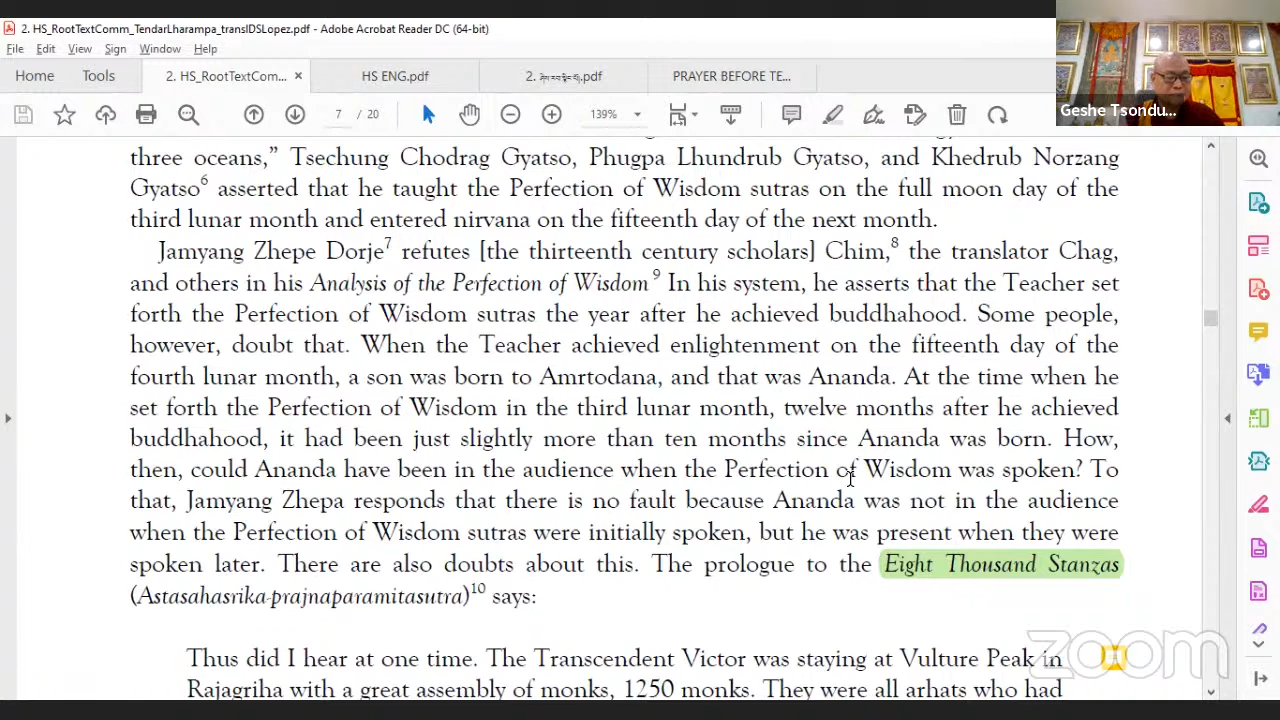 2. HS_RootTextComm_TendarLharampa_translDSLopez.pdf - Adobe Acrobat Reader DC (64-bit)
File Edit View Sign Window Help
Home Tools 2. HS_RootTextCom... × HS ENG.pdf PRAYER BEFORE TE...
7 / 20 139%
Geshe Tsondu...
three oceans,” Tsechung Chodrag Gyatso, Phugpa Lhundrub Gyatso, and Khedrub Norzang
Gyatso6 asserted that he taught the Perfection of Wisdom sutras on the full moon day of the
third lunar month and entered nirvana on the fifteenth day of the next month.
Jamyang Zhepe Dorje7 refutes [the thirteenth century scholars] Chim,8 the translator Chag,
and others in his Analysis of the Perfection of Wisdom9 In his system, he asserts that the Teacher set
forth the Perfection of Wisdom sutras the year after he achieved buddhahood. Some people,
however, doubt that. When the Teacher achieved enlightenment on the fifteenth day of the
fourth lunar month, a son was born to Amrtodana, and that was Ananda. At the time when he
set forth the Perfection of Wisdom in the third lunar month, twelve months after he achieved
buddhahood, it had been just slightly more than ten months since Ananda was born. How,
then, could Ananda have been in the audience when the Perfection of Wisdom was spoken? To
that, Jamyang Zhepa responds that there is no fault because Ananda was not in the audience
when the Perfection of Wisdom sutras were initially spoken, but he was present when they were
spoken later. There are also doubts about this. The prologue to the Eight Thousand Stanzas
(Astasahasrika-prajnaparamitasutra)10 says:
Thus did I hear at one time. The Transcendent Victor was staying at Vulture Peak in
Rajagriha with a great assembly of monks, 1250 monks. They were all arhats who had
zoom